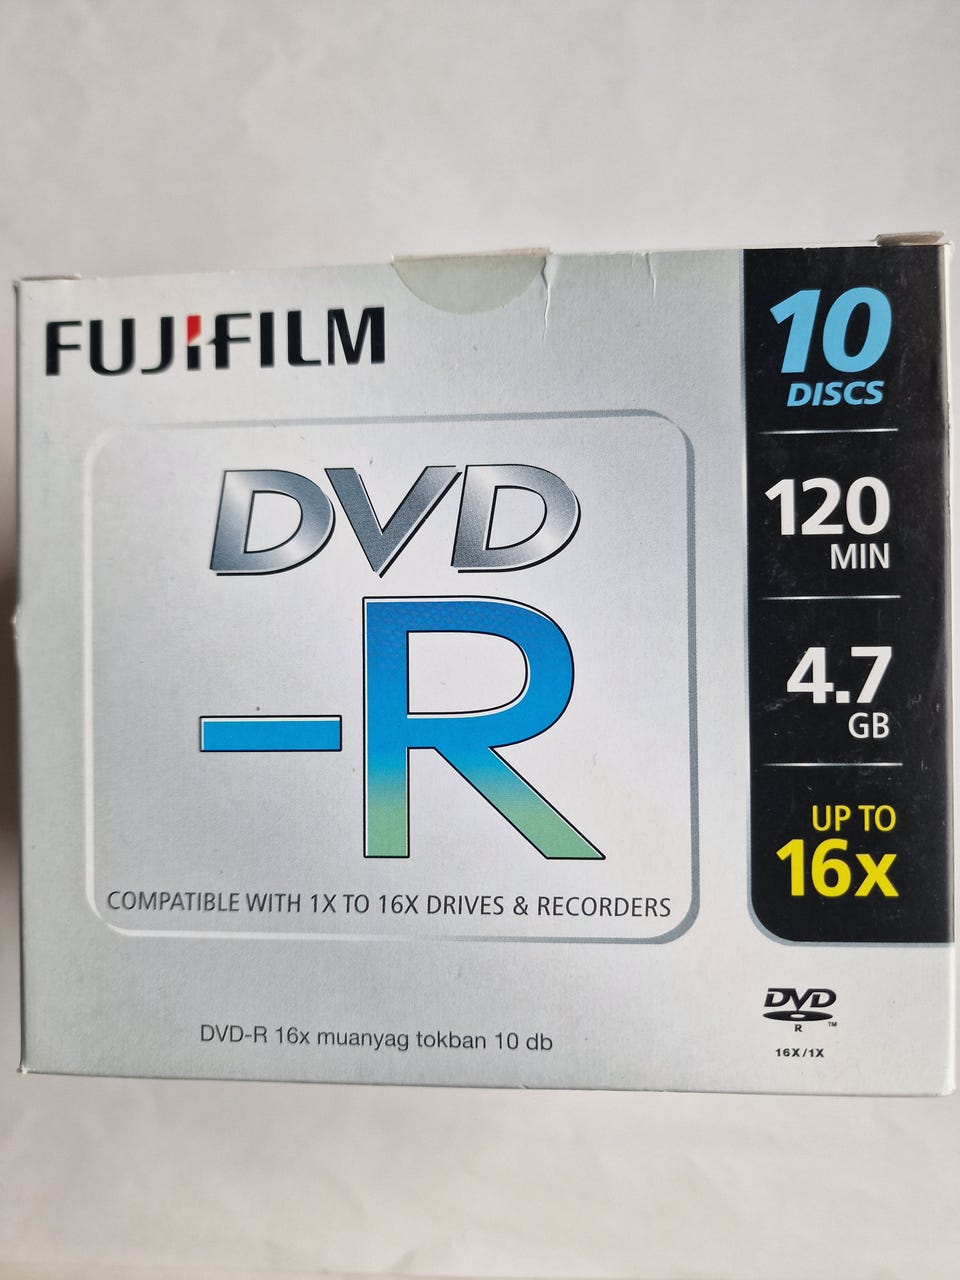 FUJIFILM
DVD
-R
COMPATIBLE WITH 1X TO 16X DRIVES & RECORDERS
DVD-R 16x muanyag tokban 10 db
10
DISCS
120
MIN
4.7
GB
UP TO
16x
DVD
R ™
16X/1X